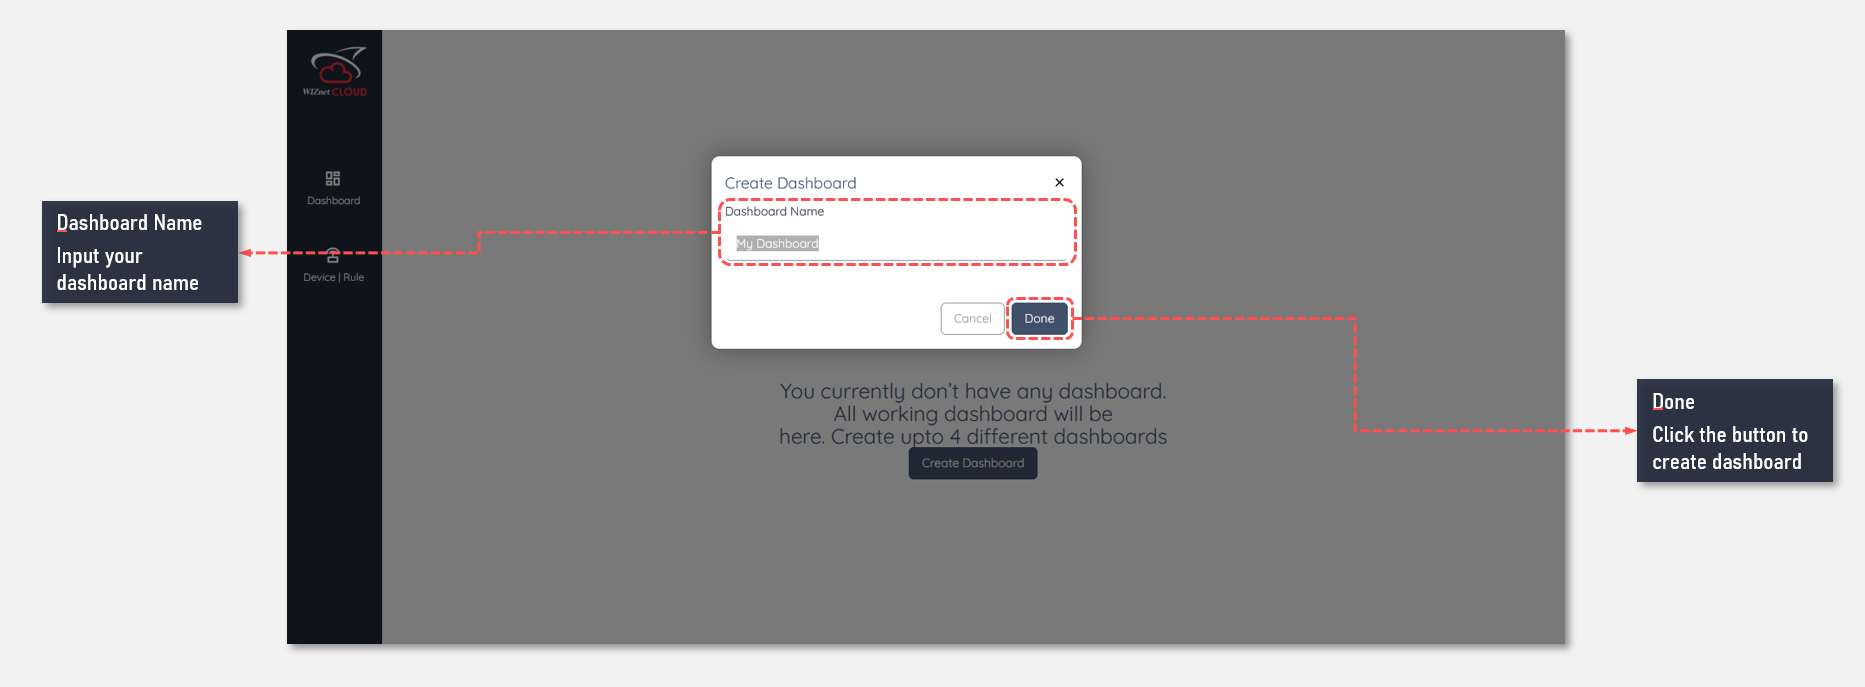 WIZnet CLOUD
Dashboard
Device | Rule
Dashboard Name
Input your
dashboard name
Create Dashboard
×
Dashboard Name
My Dashboard
Cancel
Done
You currently don't have any dashboard.
All working dashboard will be
here. Create upto 4 different dashboards
Create Dashboard
Done
Click the button to
create dashboard